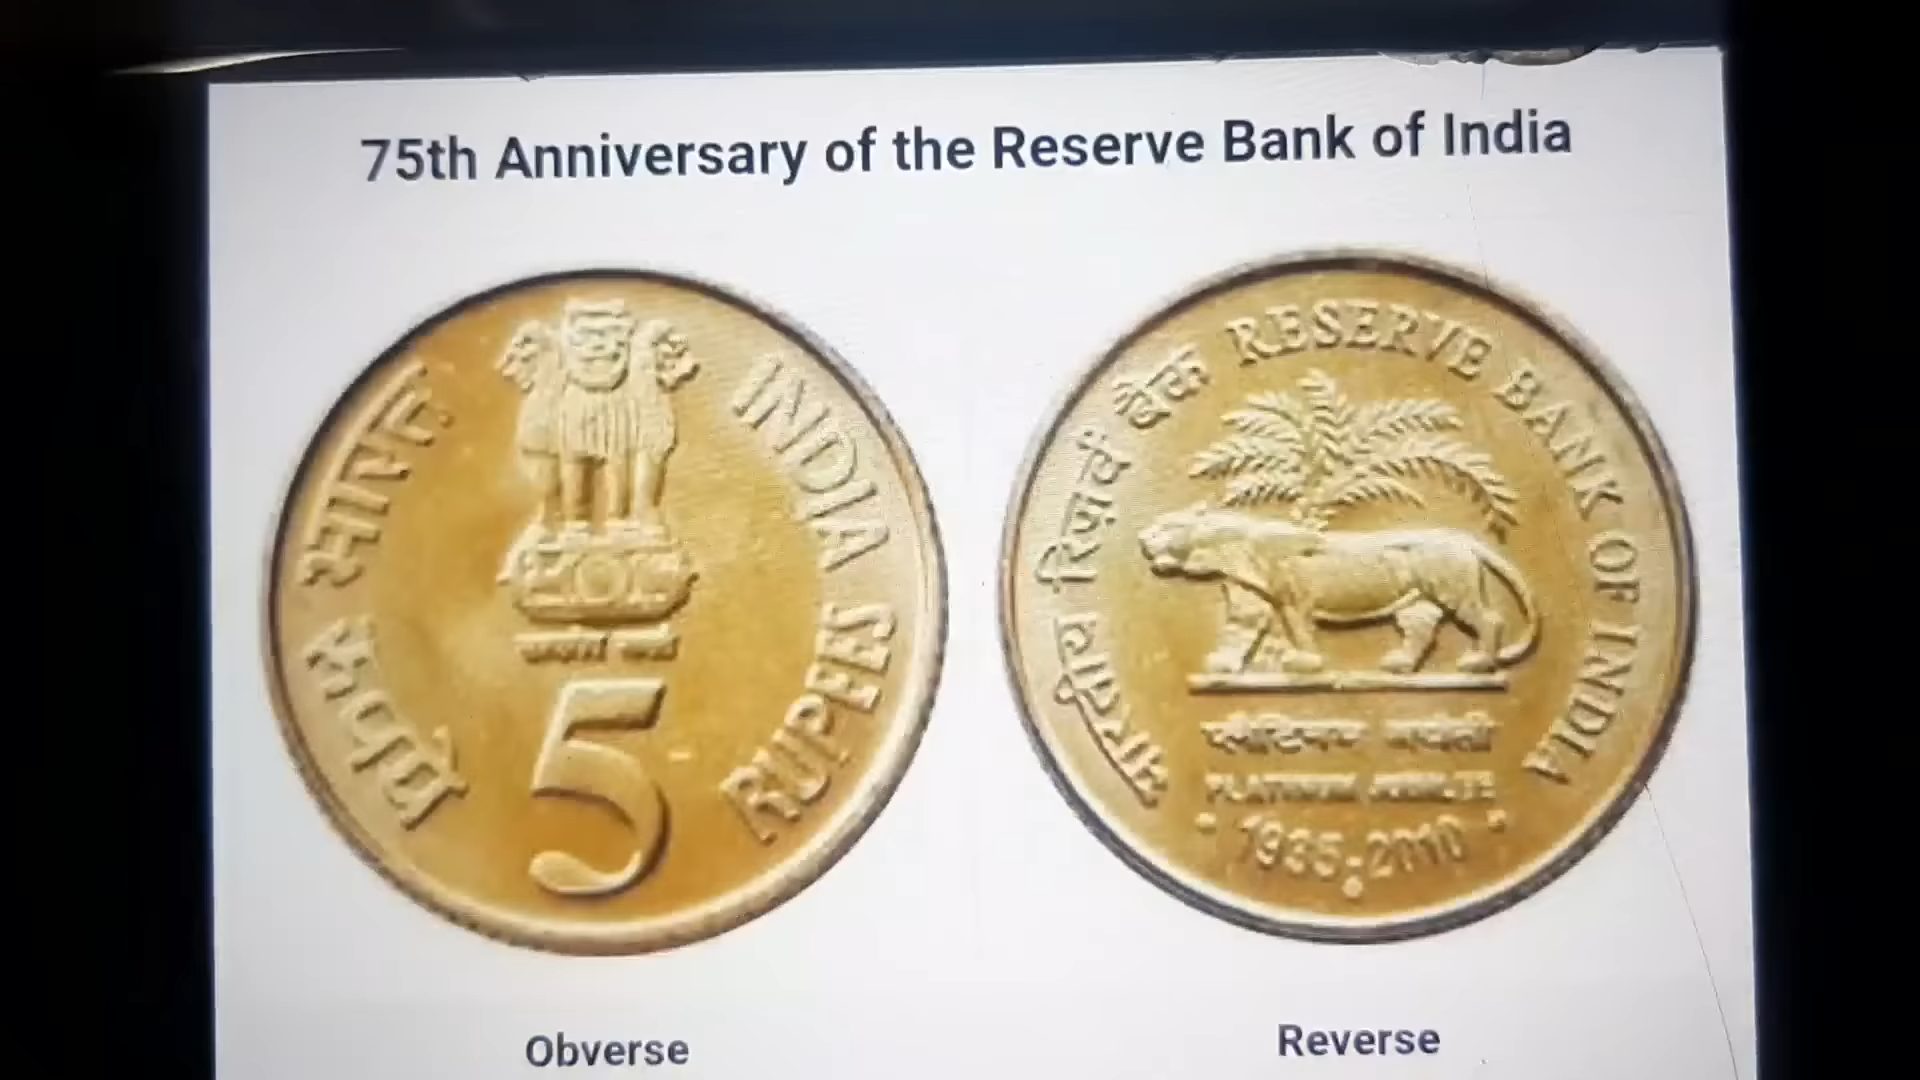 75th Anniversary of the Reserve Bank of India
भारत INDIA
रुपये RUPEES
5
भारतीय रिज़र्व बैंक RESERVE BANK OF INDIA
प्लैटिनम जयंती
PLATINUM JUBILEE
1935-2010
Obverse
Reverse